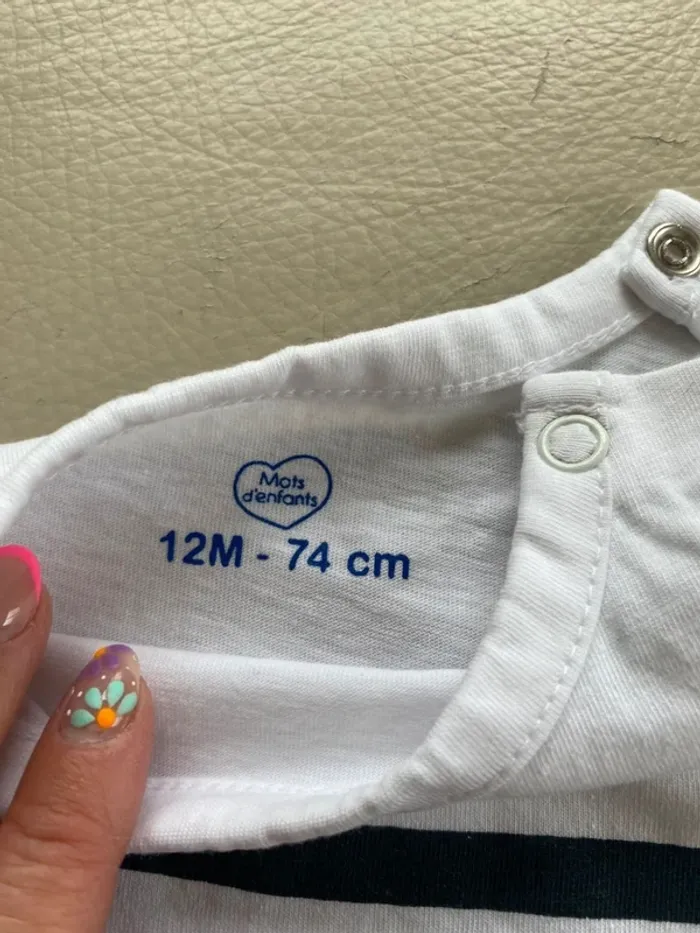 Mots
d'enfants
12M - 74 cm